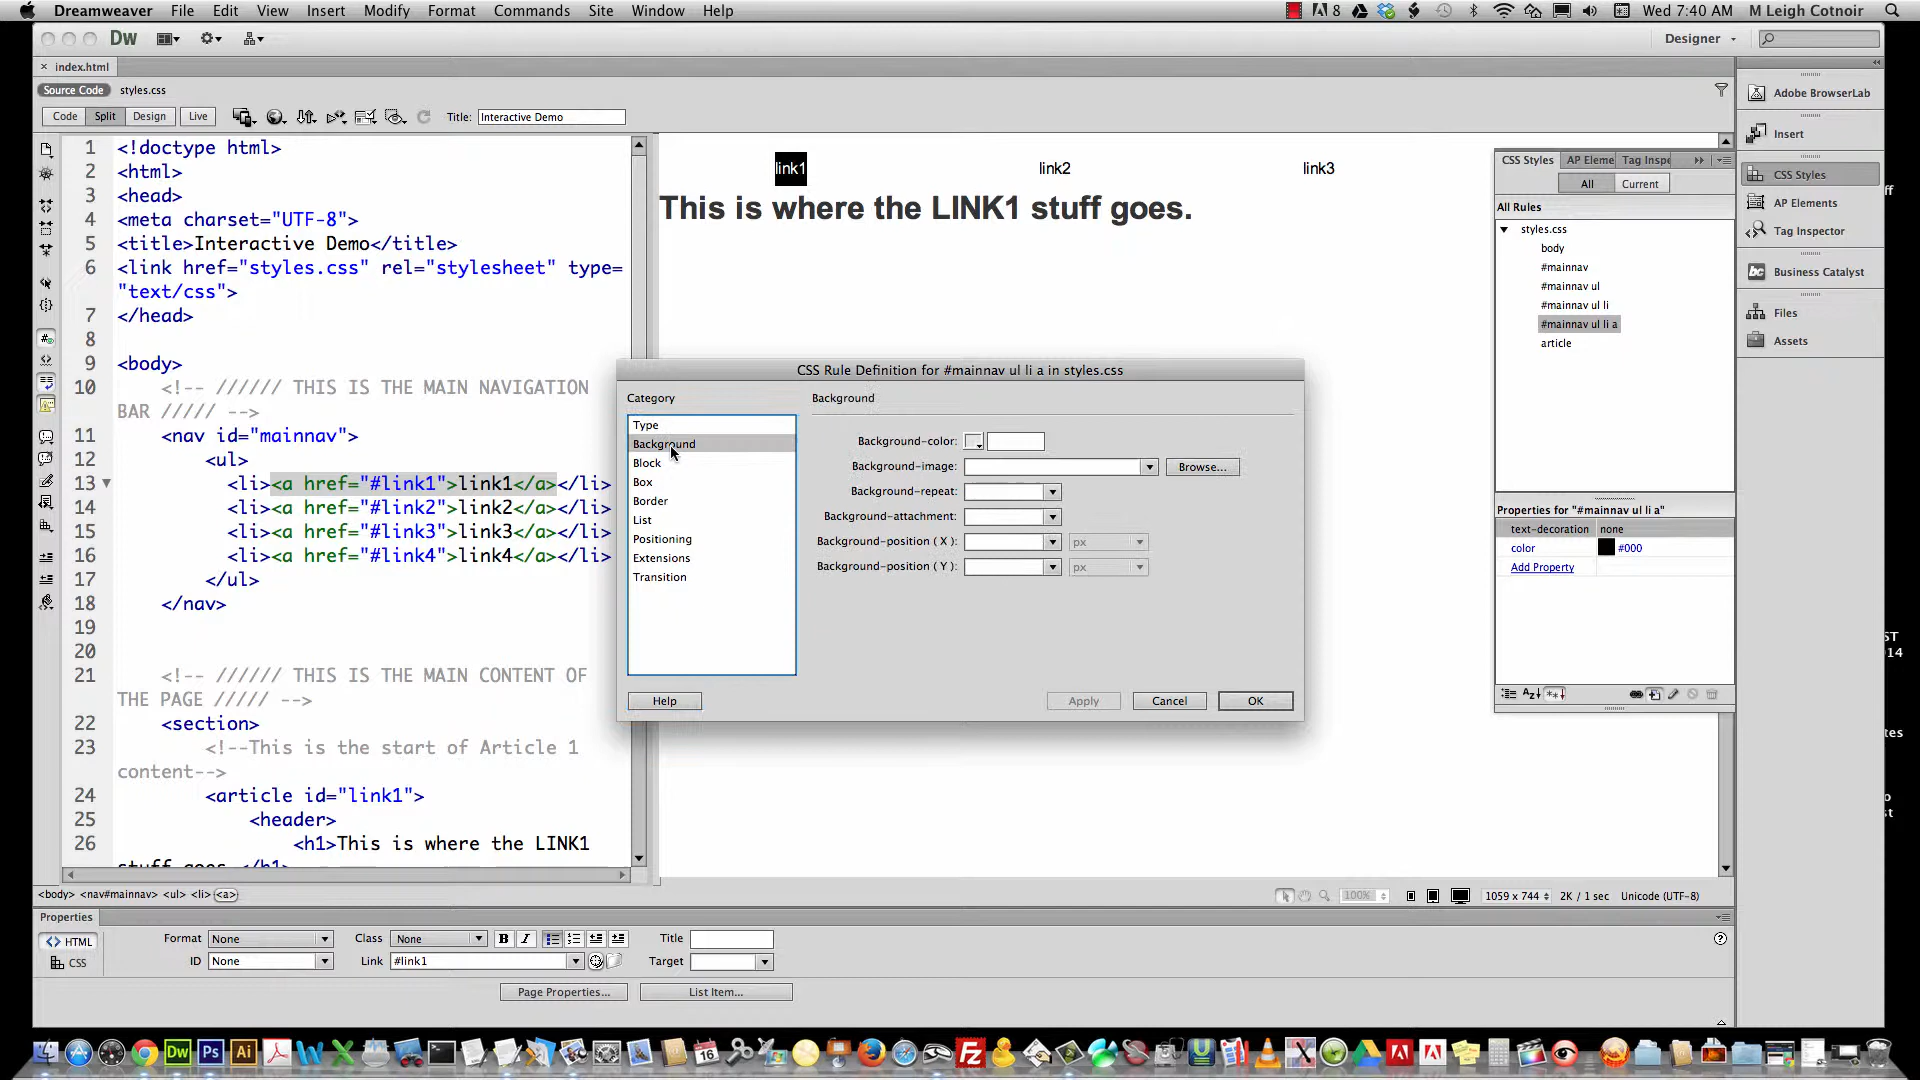 Dreamweaver File Edit View Insert Modify Format Commands Site Window Help 8 Wed 7:40 AM M Leigh Cotnoir
Dw Designer
× index.html
Source Code styles.css
Code Split Design Live Title: Interactive Demo
1 <!doctype html>
2 <html>
3 <head>
4 <meta charset="UTF-8">
5 <title>Interactive Demo</title>
6 <link href="styles.css" rel="stylesheet" type=
"text/css">
7 </head>
8
9 <body>
10 <!-- ////// THIS IS THE MAIN NAVIGATION
BAR ///// -->
11 <nav id="mainnav">
12 <ul>
13 <li><a href="#link1">link1</a></li>
14 <li><a href="#link2">link2</a></li>
15 <li><a href="#link3">link3</a></li>
16 <li><a href="#link4">link4</a></li>
17 </ul>
18 </nav>
19
20
21 <!-- ////// THIS IS THE MAIN CONTENT OF
THE PAGE ///// -->
22 <section>
23 <!--This is the start of Article 1
content-->
24 <article id="link1">
25 <header>
26 <h1>This is where the LINK1
stuff goes.</h1>
link1 link2 link3
This is where the LINK1 stuff goes.
CSS Rule Definition for #mainnav ul li a in styles.css
Category
Type
Background
Block
Box
Border
List
Positioning
Extensions
Transition
Background
Background-color:
Background-image: Browse...
Background-repeat:
Background-attachment:
Background-position (X): px
Background-position (Y): px
Help Apply Cancel OK
CSS Styles AP Eleme Tag Inspe
All Current
All Rules
styles.css
body
#mainnav
#mainnav ul
#mainnav ul li
#mainnav ul li a
article
Properties for "#mainnav ul li a"
text-decoration none
color #000
Add Property
Adobe BrowserLab
Insert
CSS Styles
AP Elements
Tag Inspector
Business Catalyst
Files
Assets
<body> <nav#mainnav> <ul> <li> <a> 100% 1059 x 744 2K / 1 sec Unicode (UTF-8)
Properties
HTML Format None Class None B I Title
CSS ID None Link #link1 Target
Page Properties... List Item...
Dw Ps Ai 16 Fz